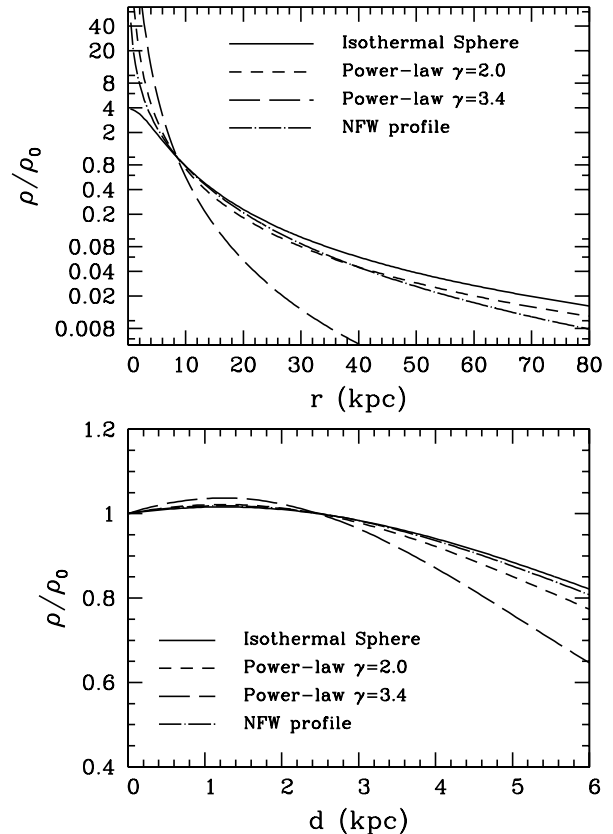 40
20
8
4
2
0.8
0.4
0.2
0.08
0.04
0.02
0.008
ρ/ρ₀
Isothermal Sphere
Power-law γ=2.0
Power-law γ=3.4
NFW profile
0 10 20 30 40 50 60 70 80
r (kpc)
1.2
1
0.8
0.6
0.4
ρ/ρ₀
Isothermal Sphere
Power-law γ=2.0
Power-law γ=3.4
NFW profile
0 1 2 3 4 5 6
d (kpc)